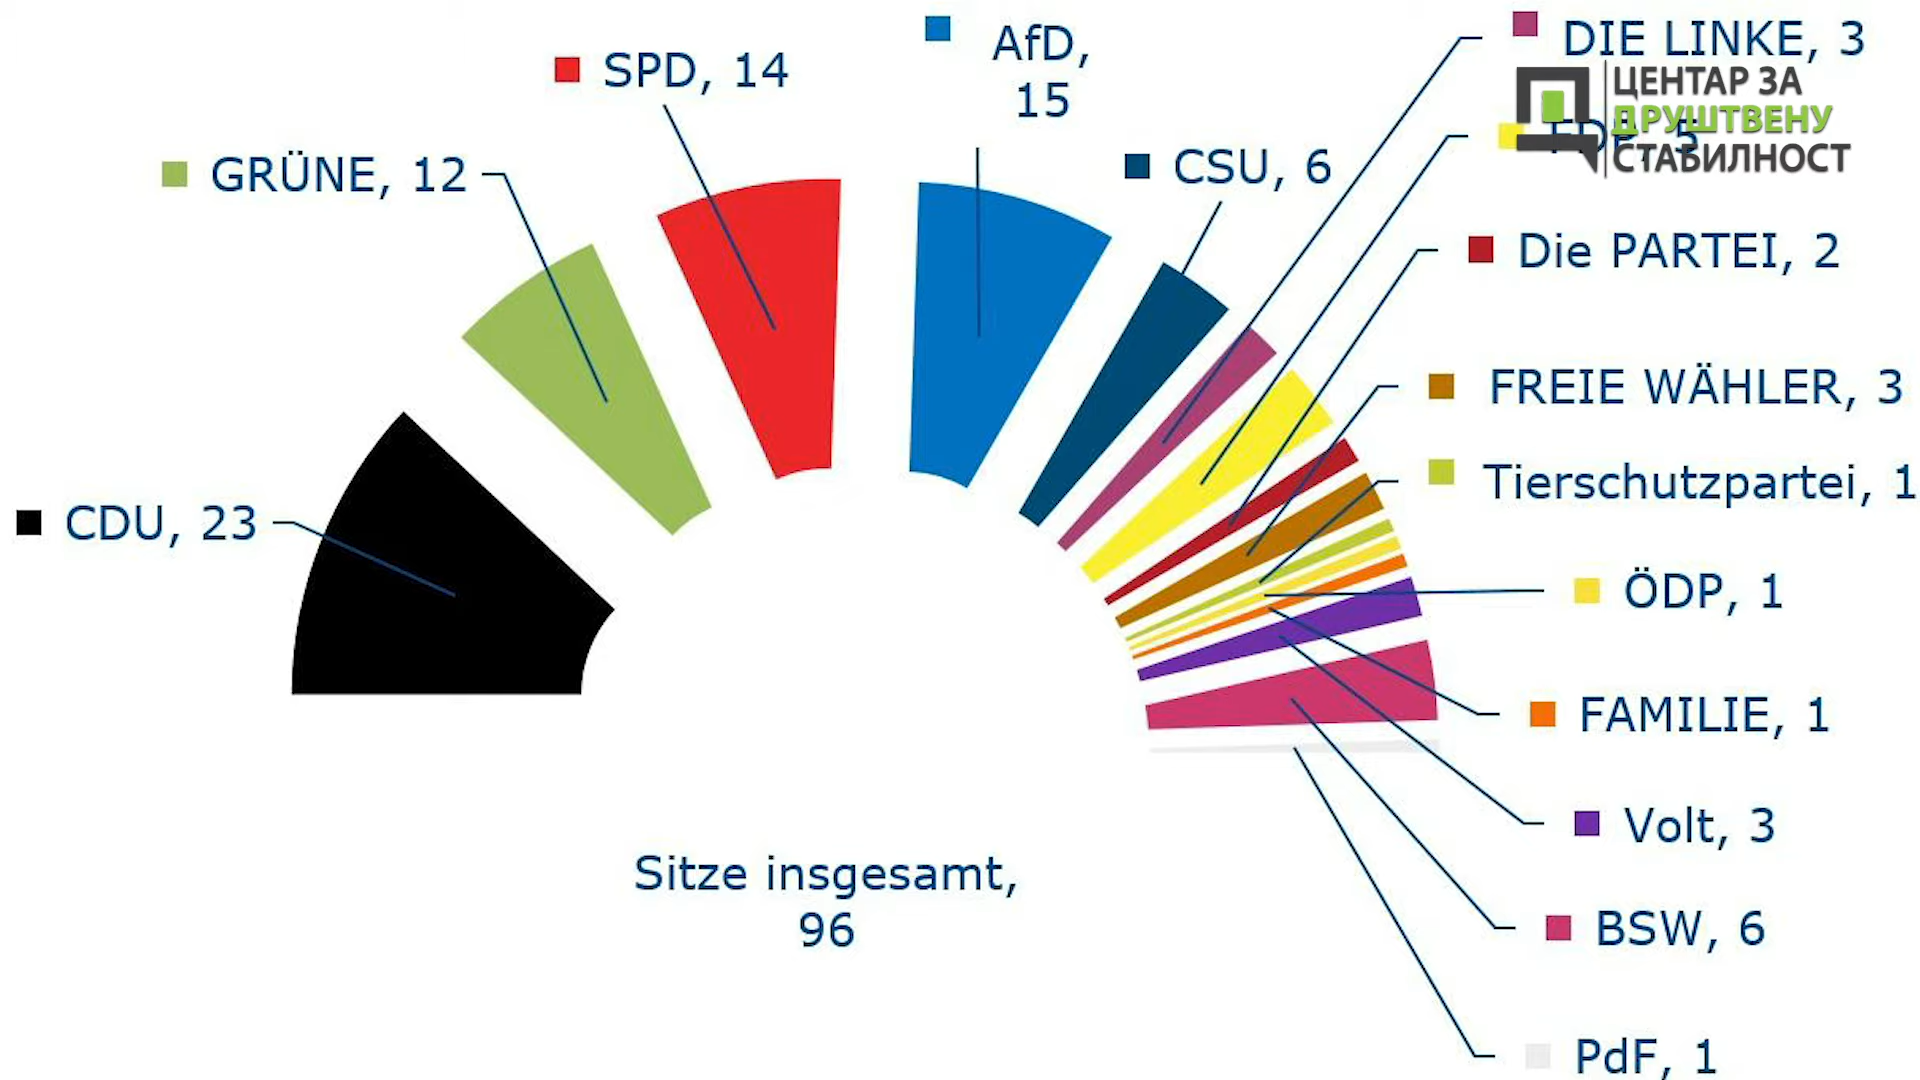 DIE LINKE, 3
AfD,
15
SPD, 14
ЦЕНТАР ЗА
ДРУШТВЕНУ
СТАБИЛНОСТ
FDP, 5
CSU, 6
GRÜNE, 12
Die PARTEI, 2
FREIE WÄHLER, 3
Tierschutzpartei, 1
CDU, 23
ÖDP, 1
FAMILIE, 1
Volt, 3
Sitze insgesamt,
96
BSW, 6
PdF, 1